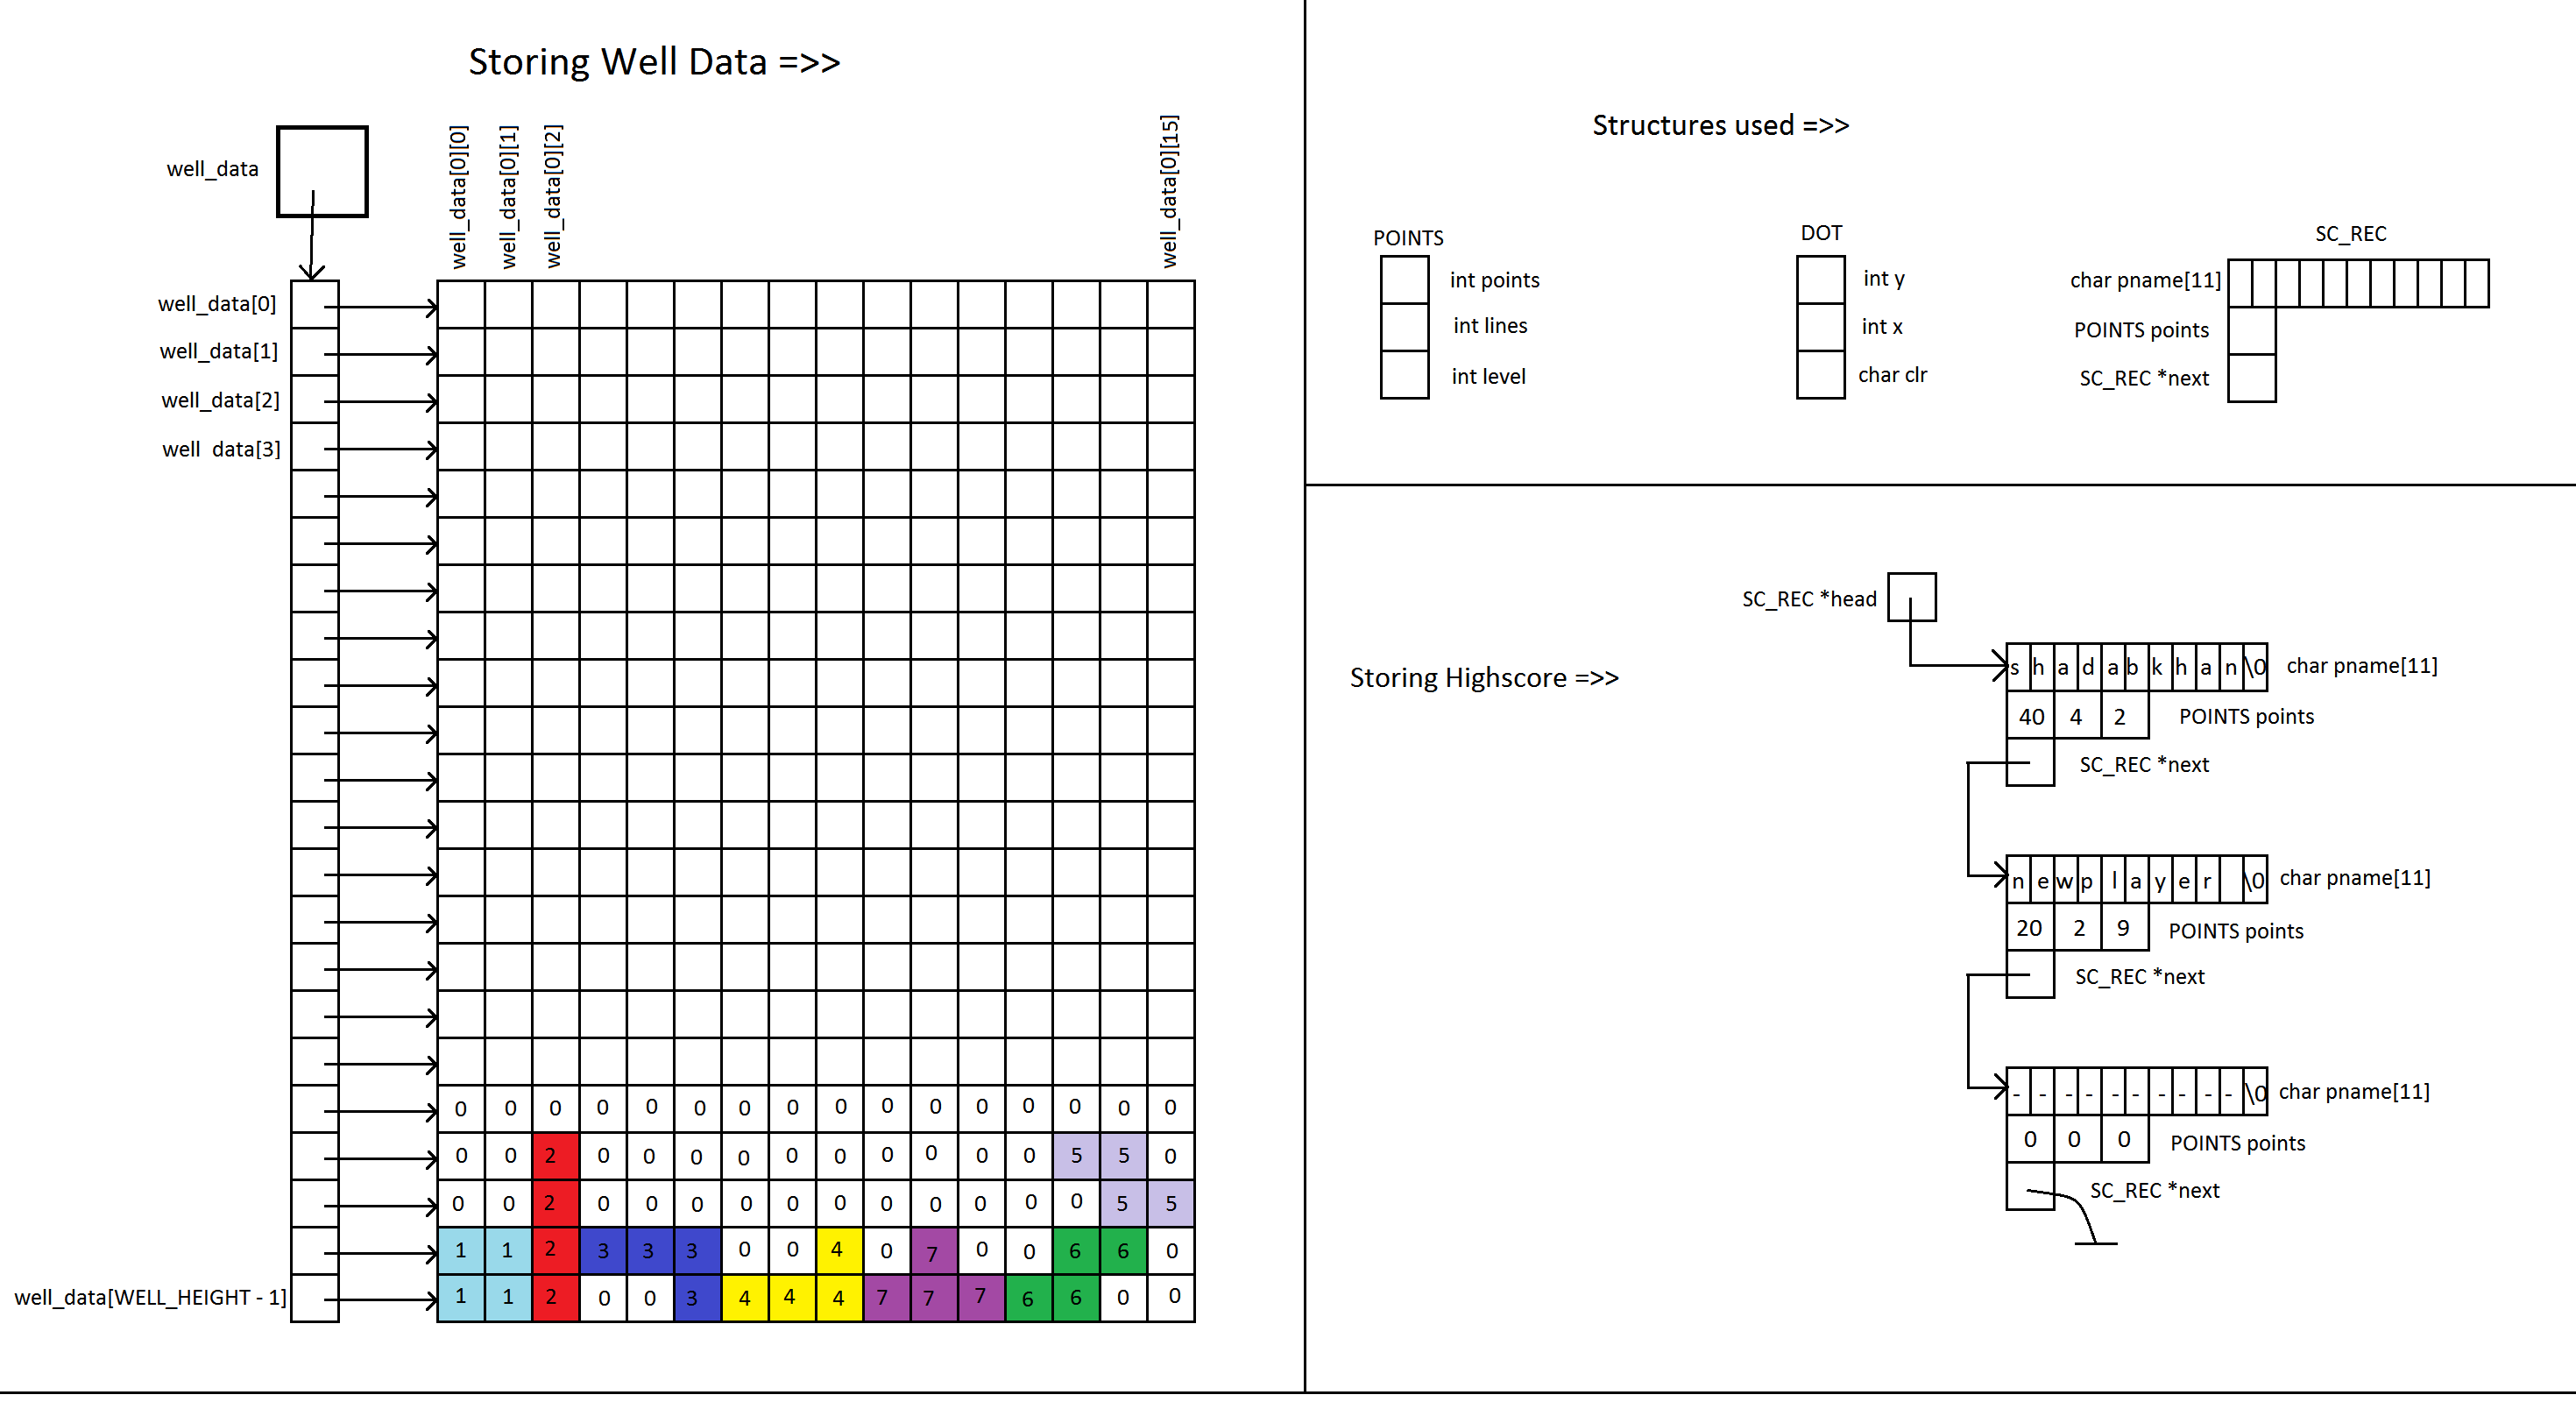 Storing Well Data =>>
well_data
well_data[0][0]
well_data[0][1]
well_data[0][2]
well_data[0][15]
well_data[0]
well_data[1]
well_data[2]
well data[3]
0 0 0 0 0 0 0 0 0 0 0 0 0 0 0 0
0 0 2 0 0 0 0 0 0 0 0 0 0 5 5 0
0 0 2 0 0 0 0 0 0 0 0 0 0 0 5 5
1 1 2 3 3 3 0 0 4 0 7 0 0 6 6 0
well_data[WELL_HEIGHT - 1] 1 1 2 0 0 3 4 4 4 7 7 7 6 6 0 0
Structures used =>>
POINTS
int points
int lines
int level
DOT
int y
int x
char clr
SC_REC
char pname[11]
POINTS points
SC_REC *next
Storing Highscore =>>
SC_REC *head
s h a d a b k h a n \0 char pname[11]
40 4 2 POINTS points
SC_REC *next
n e w p l a y e r \0 char pname[11]
20 2 9 POINTS points
SC_REC *next
- - - - - - - - - - \0 char pname[11]
0 0 0 POINTS points
SC_REC *next